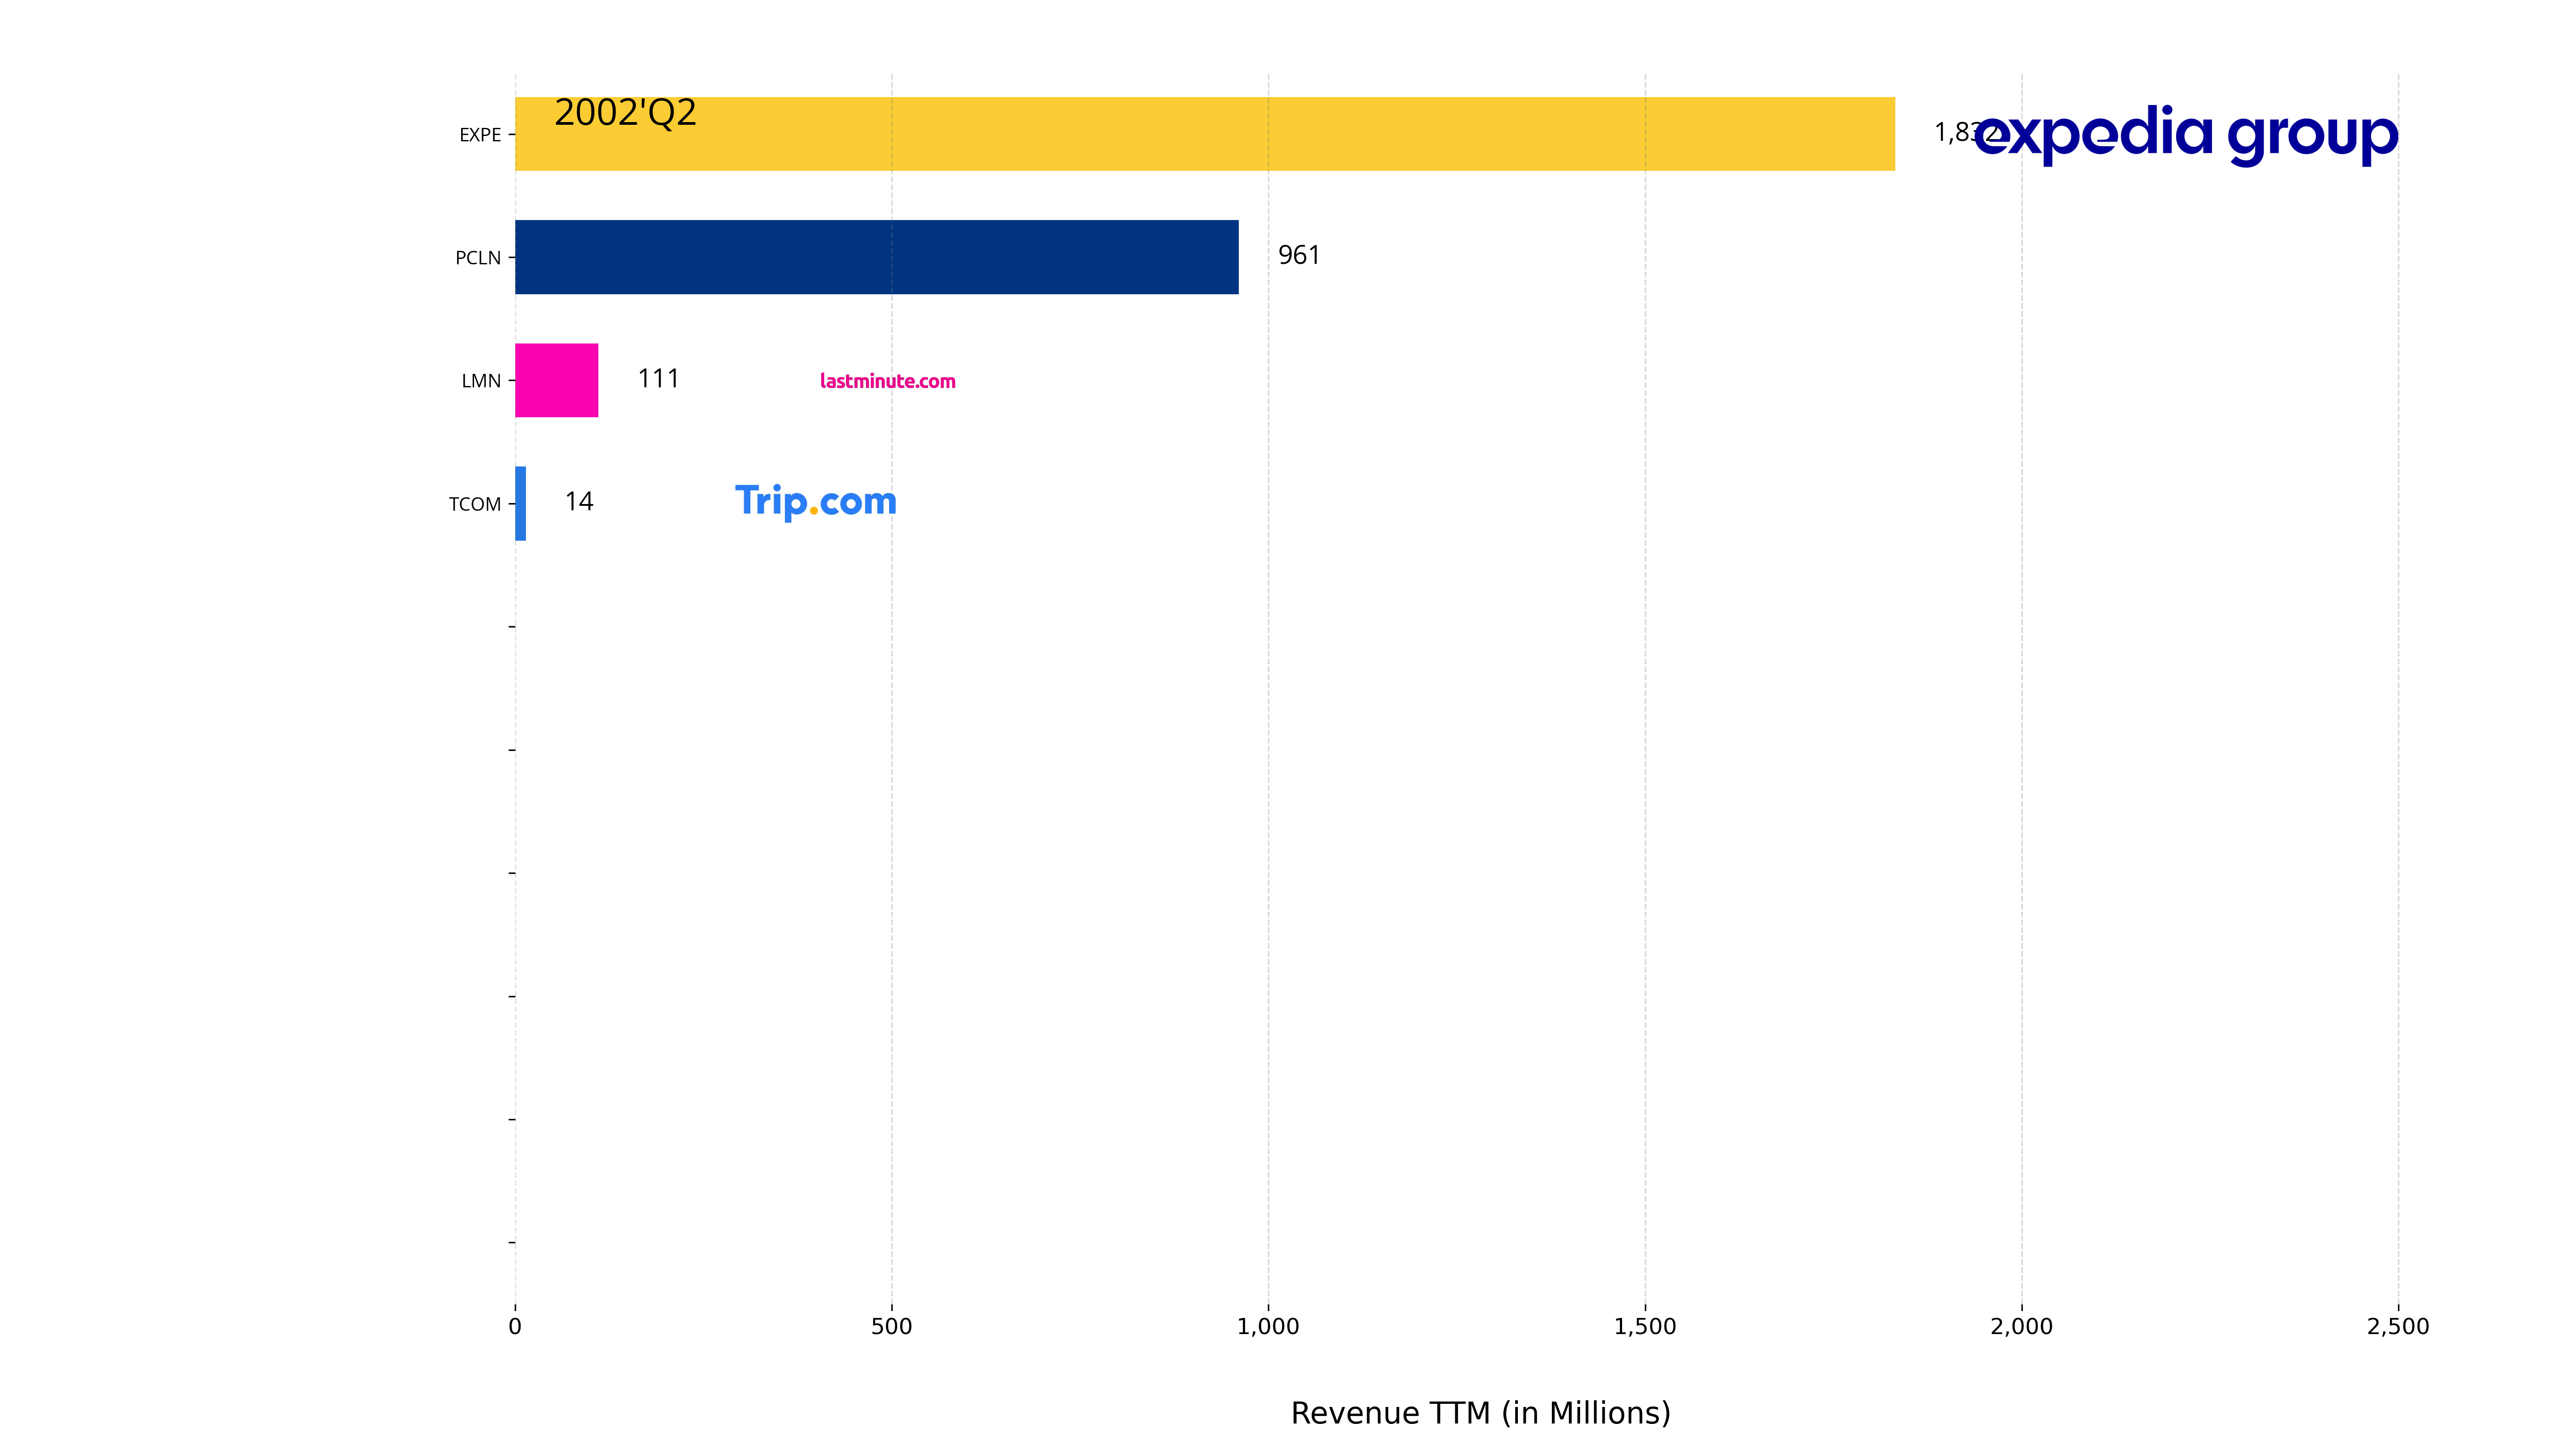 2002'Q2
EXPE
1,832
expedia group
PCLN
961
LMN
111
lastminute.com
TCOM
14
Trip.com
0
500
1,000
1,500
2,000
2,500
Revenue TTM (in Millions)